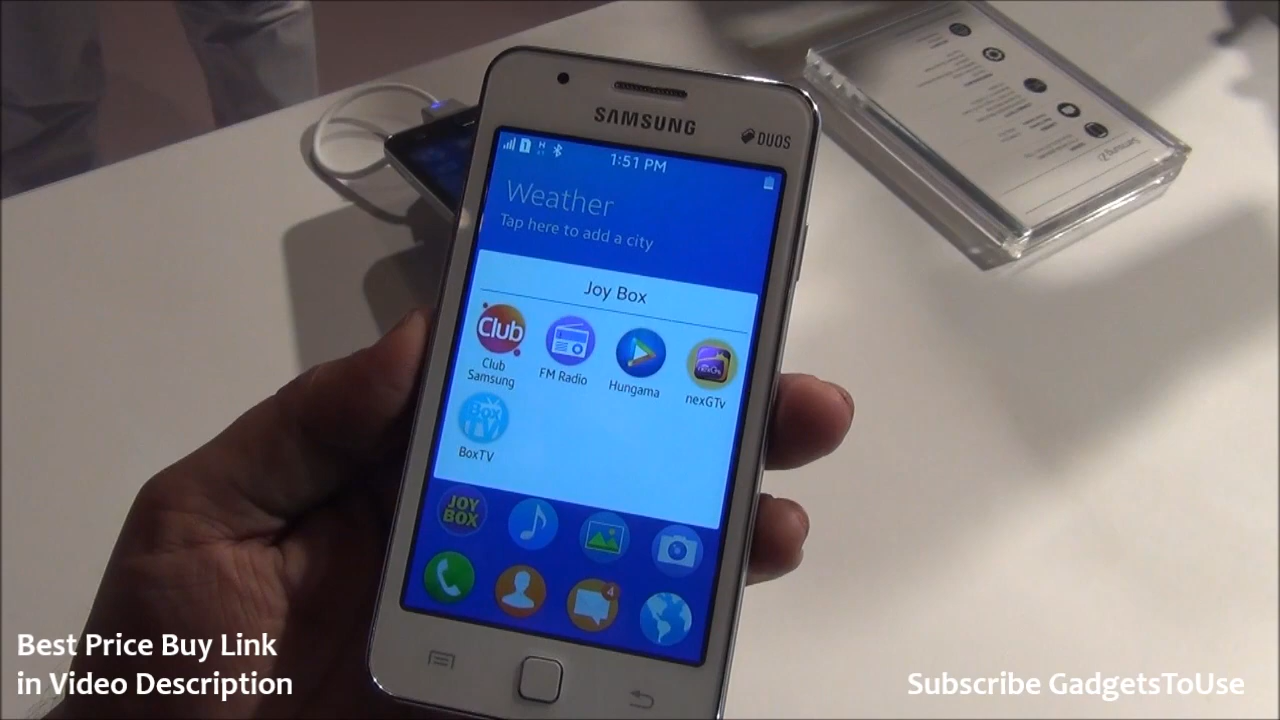 SAMSUNG
DUOS
1:51 PM
Weather
Tap here to add a city
Joy Box
Club
Club
Samsung
FM Radio
Hungama
nexGTv
Box
TV
BoxTV
JOY
BOX
4
Best Price Buy Link
in Video Description
Subscribe GadgetsToUse